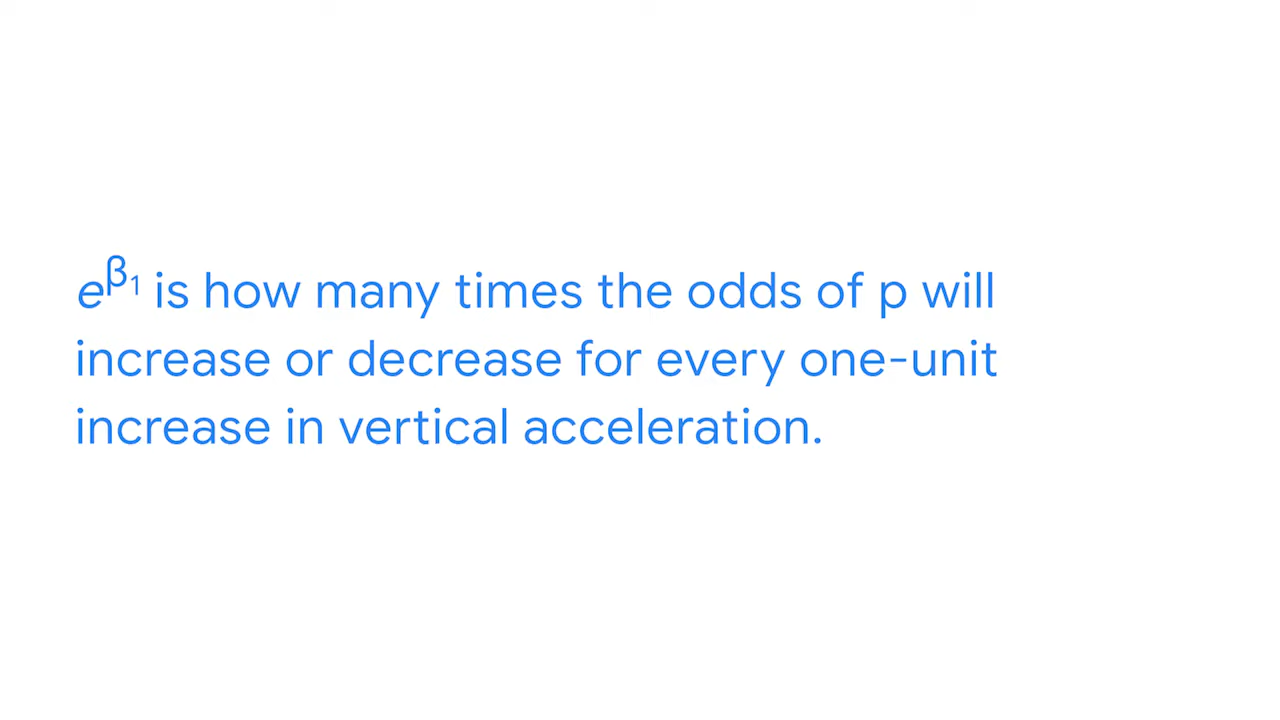 e^β₁ is how many times the odds of p will
increase or decrease for every one-unit
increase in vertical acceleration.